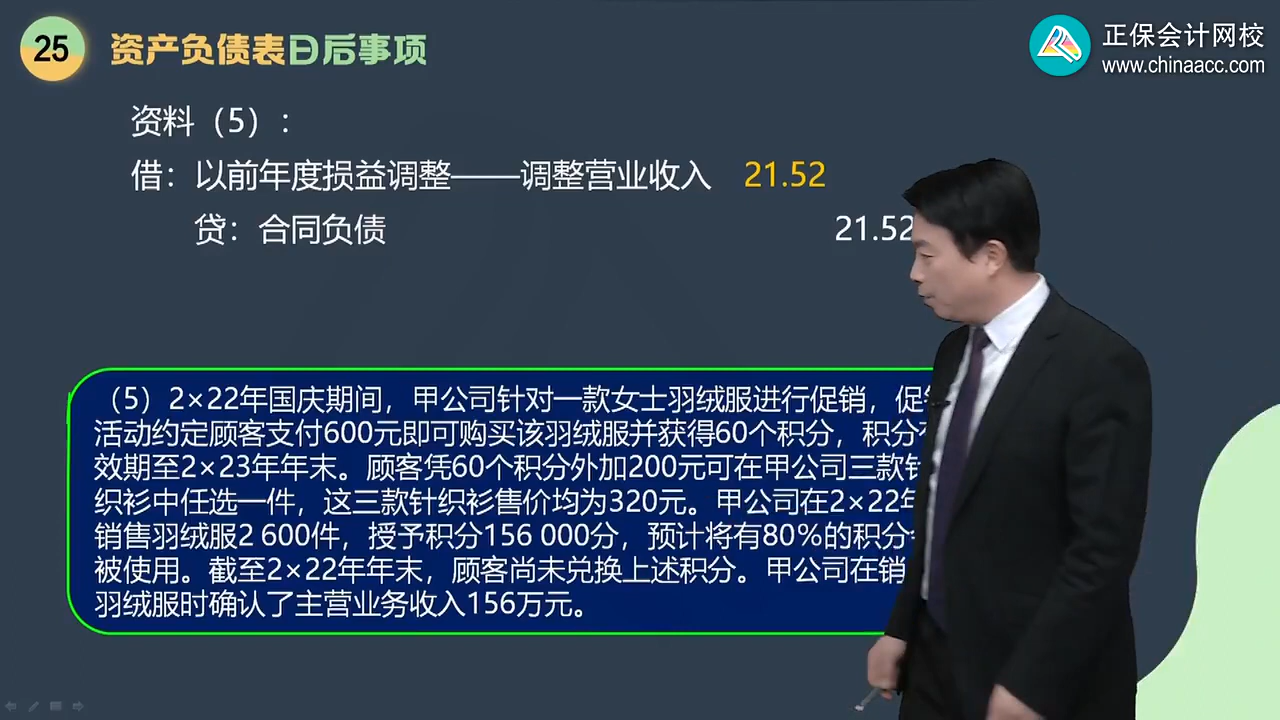 25 资产负债表日后事项
正保会计网校
www.chinaacc.com
资料（5）：
借：以前年度损益调整——调整营业收入 21.52
贷：合同负债 21.52
（5）2×22年国庆期间，甲公司针对一款女士羽绒服进行促销，促
活动约定顾客支付600元即可购买该羽绒服并获得60个积分，积分
效期至2×23年年末。顾客凭60个积分外加200元可在甲公司三款
织衫中任选一件，这三款针织衫售价均为320元。甲公司在2×22
销售羽绒服2 600件，授予积分156 000分，预计将有80%的积分
被使用。截至2×22年年末，顾客尚未兑换上述积分。甲公司在销
羽绒服时确认了主营业务收入156万元。